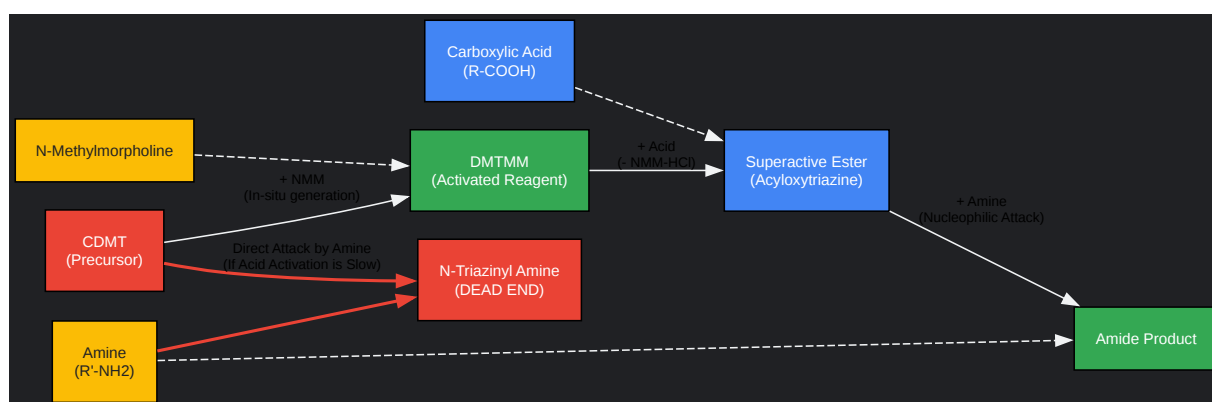 Carboxylic Acid
(R-COOH)
N-Methylmorpholine
DMTMM
(Activated Reagent)
+ Acid
(- NMM-HCl)
Superactive Ester
(Acyloxytriazine)
+ NMM
(In-situ generation)
CDMT
(Precursor)
Direct Attack by Amine
(If Acid Activation is Slow)
N-Triazinyl Amine
(DEAD END)
+ Amine
(Nucleophilic Attack)
Amine
(R'-NH2)
Amide Product